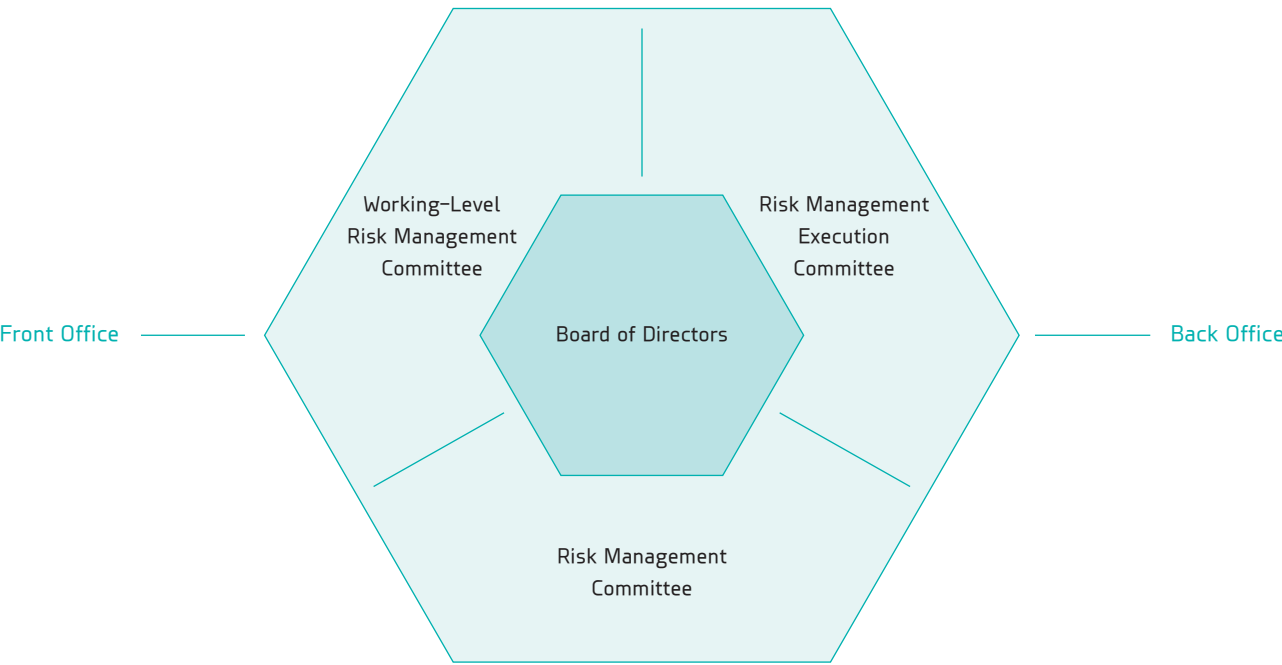 Working-Level
Risk Management
Committee
Risk Management
Execution
Committee
Front Office
Board of Directors
Back Office
Risk Management
Committee